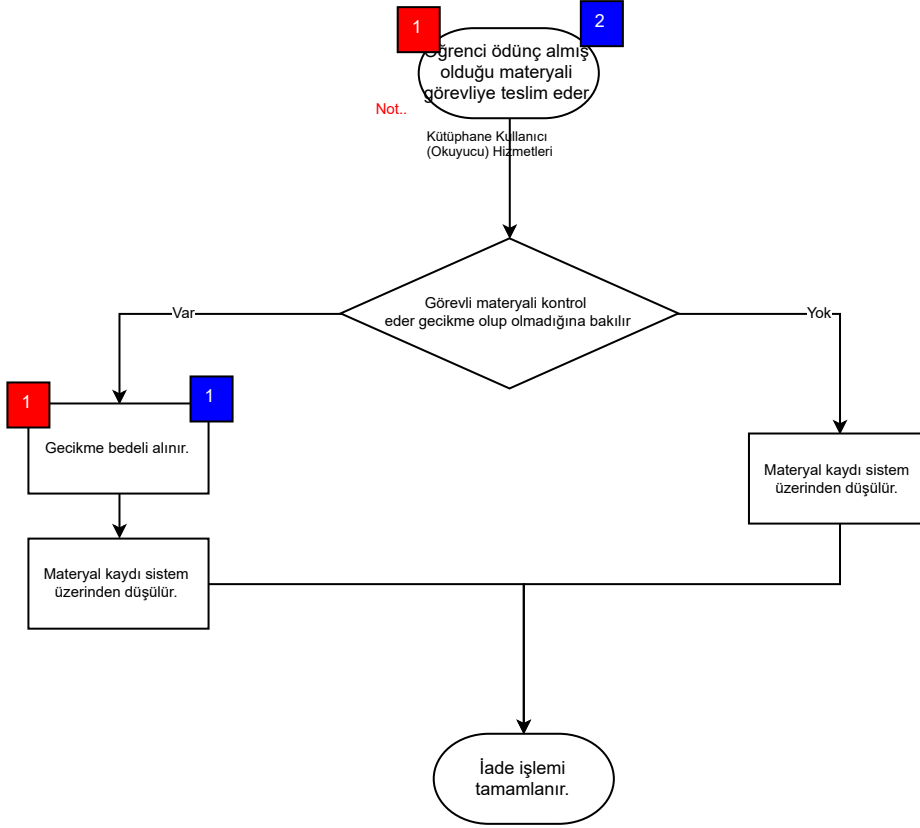 1
2
Öğrenci ödünç almış
olduğu materyali
görevliye teslim eder
Not..
Kütüphane Kullanıcı
(Okuyucu) Hizmetleri
Görevli materyali kontrol
eder gecikme olup olmadığına bakılır
Var
Yok
1
1
Gecikme bedeli alınır.
Materyal kaydı sistem
üzerinden düşülür.
Materyal kaydı sistem
üzerinden düşülür.
İade işlemi
tamamlanır.